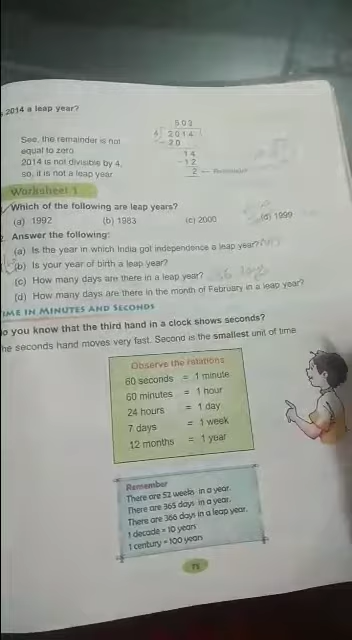 2014 a leap year?
503
4 2014
-20
14
-12
2 — Remainder
See, the remainder is not
equal to zero.
2014 is not divisible by 4,
so, it is not a leap year
Worksheet 1
Which of the following are leap years?
(a) 1992 (b) 1983 (c) 2000 (d) 1999
Answer the following:
(a) Is the year in which India got independence a leap year?
(b) Is your year of birth a leap year?
(c) How many days are there in a leap year?
(d) How many days are there in the month of February in a leap year?
IME IN MINUTES AND SECONDS
o you know that the third hand in a clock shows seconds?
he seconds hand moves very fast. Second is the smallest unit of time
Observe the relations
60 seconds = 1 minute
60 minutes = 1 hour
24 hours = 1 day
7 days = 1 week
12 months = 1 year
Remember
There are 52 weeks in a year.
There are 365 days in a year.
There are 366 days in a leap year.
1 decade = 10 years
1 century = 100 years